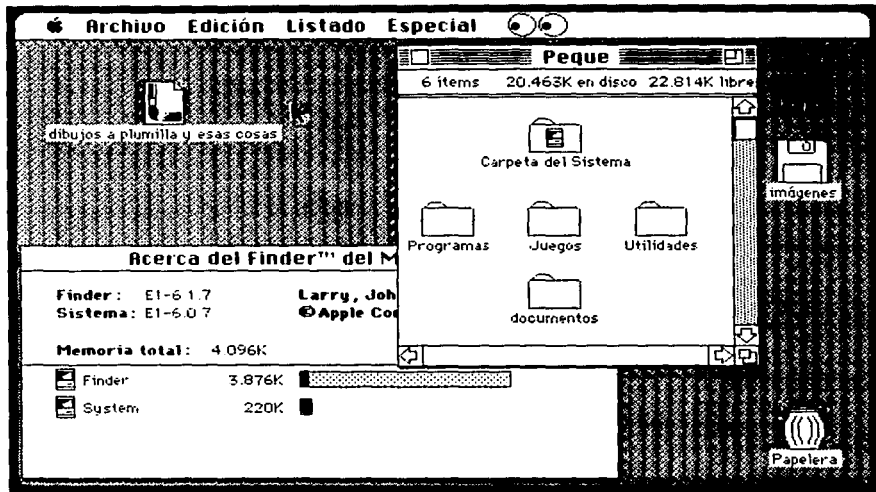 Archivo Edición Listado Especial
Peque
6 items 20.463K en disco 22.814K libre
dibujos a plumilla y esas cosas
Carpeta del Sistema
imágenes
Programas Juegos Utilidades
documentos
Acerca del Finder™ del M
Finder: E1-6.1.7 Larry, Joh
Sistema: E1-6.0.7 ©Apple Co
Memoria total: 4.096K
Finder 3.876K
System 220K
Papelera